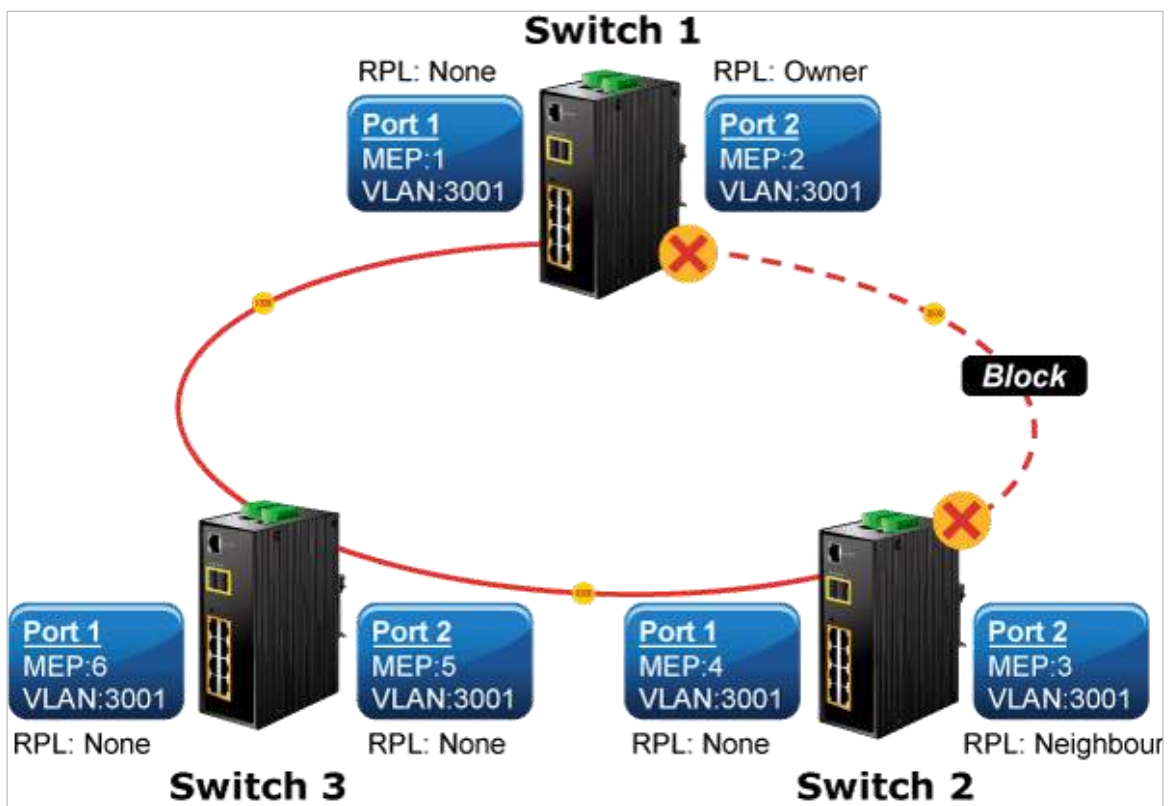 Switch 1
RPL: None
RPL: Owner
Port 1
MEP:1
VLAN:3001
Port 2
MEP:2
VLAN:3001
Block
Port 1
MEP:6
VLAN:3001
Port 2
MEP:5
VLAN:3001
Port 1
MEP:4
VLAN:3001
Port 2
MEP:3
VLAN:3001
RPL: None
RPL: None
RPL: None
RPL: Neighbour
Switch 3
Switch 2